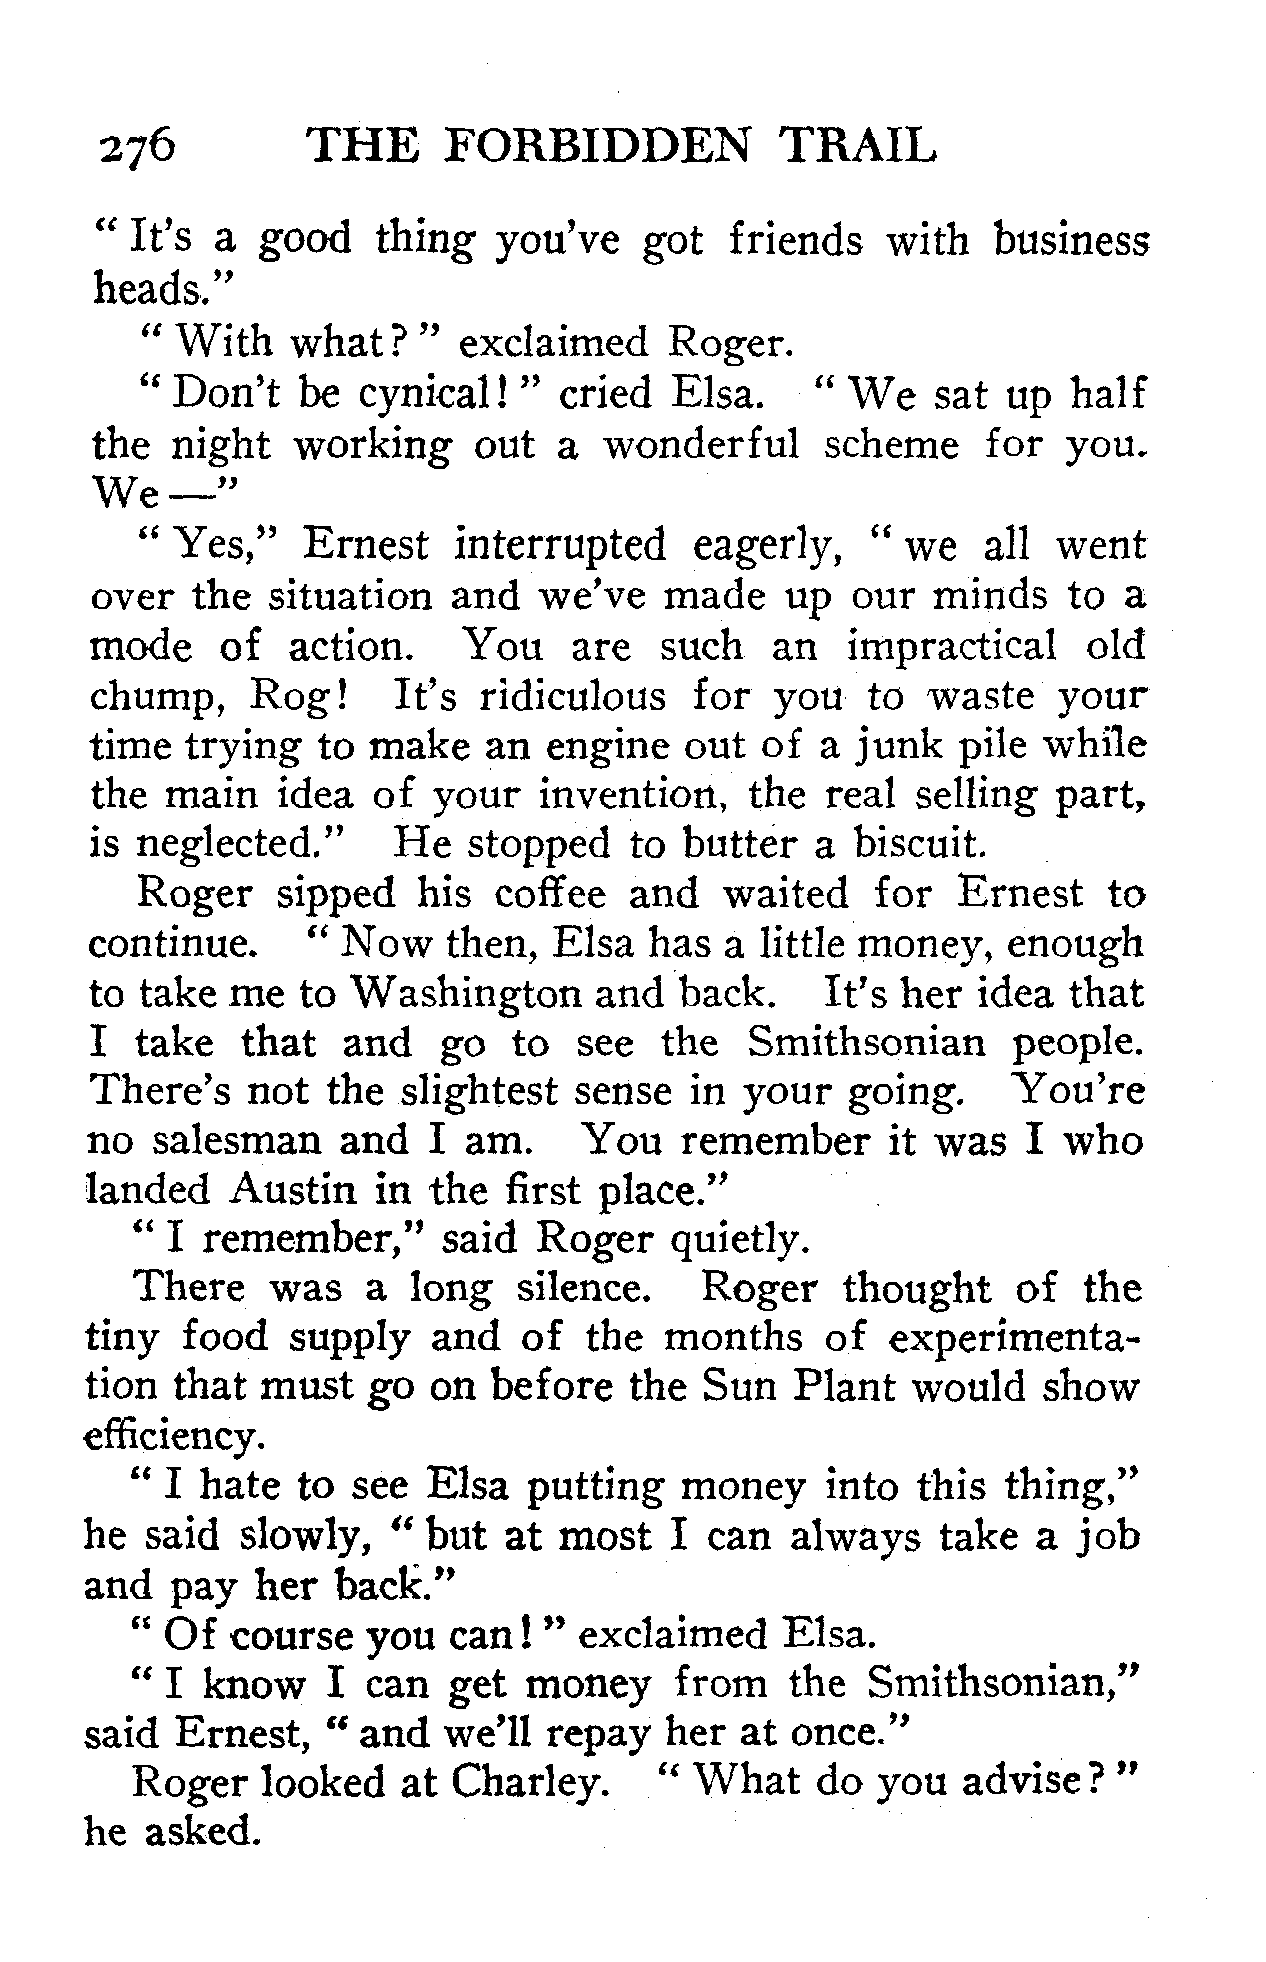 276 THE FORBIDDEN TRAIL
“ It's a good thing you've got friends with business
heads.”
“ With what? ” exclaimed Roger.
“ Don't be cynical! ” cried Elsa. “ We sat up half
the night working out a wonderful scheme for you.
We —”
“ Yes,” Ernest interrupted eagerly, “ we all went
over the situation and we've made up our minds to a
mode of action. You are such an impractical old
chump, Rog! It's ridiculous for you to waste your
time trying to make an engine out of a junk pile while
the main idea of your invention, the real selling part,
is neglected.” He stopped to butter a biscuit.
Roger sipped his coffee and waited for Ernest to
continue. “ Now then, Elsa has a little money, enough
to take me to Washington and back. It's her idea that
I take that and go to see the Smithsonian people.
There's not the slightest sense in your going. You're
no salesman and I am. You remember it was I who
landed Austin in the first place.”
“ I remember,” said Roger quietly.
There was a long silence. Roger thought of the
tiny food supply and of the months of experimenta-
tion that must go on before the Sun Plant would show
efficiency.
“ I hate to see Elsa putting money into this thing,”
he said slowly, “ but at most I can always take a job
and pay her back.”
“ Of course you can! ” exclaimed Elsa.
“ I know I can get money from the Smithsonian,”
said Ernest, “ and we'll repay her at once.”
Roger looked at Charley. “ What do you advise? ”
he asked.